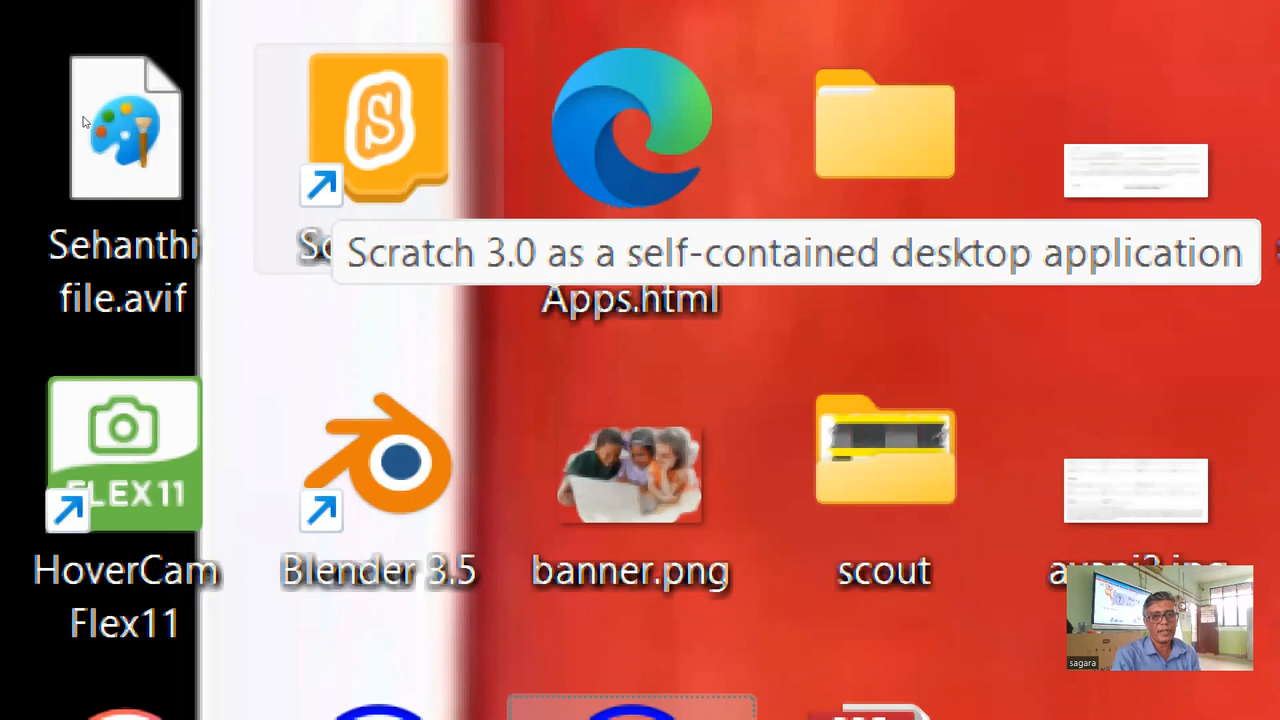 Sehanthi
file.avif
S
Scratch 3.0 as a self-contained desktop application
Apps.html
FLEX11
HoverCam
Flex11
Blender 3.5
banner.png
scout
sagara